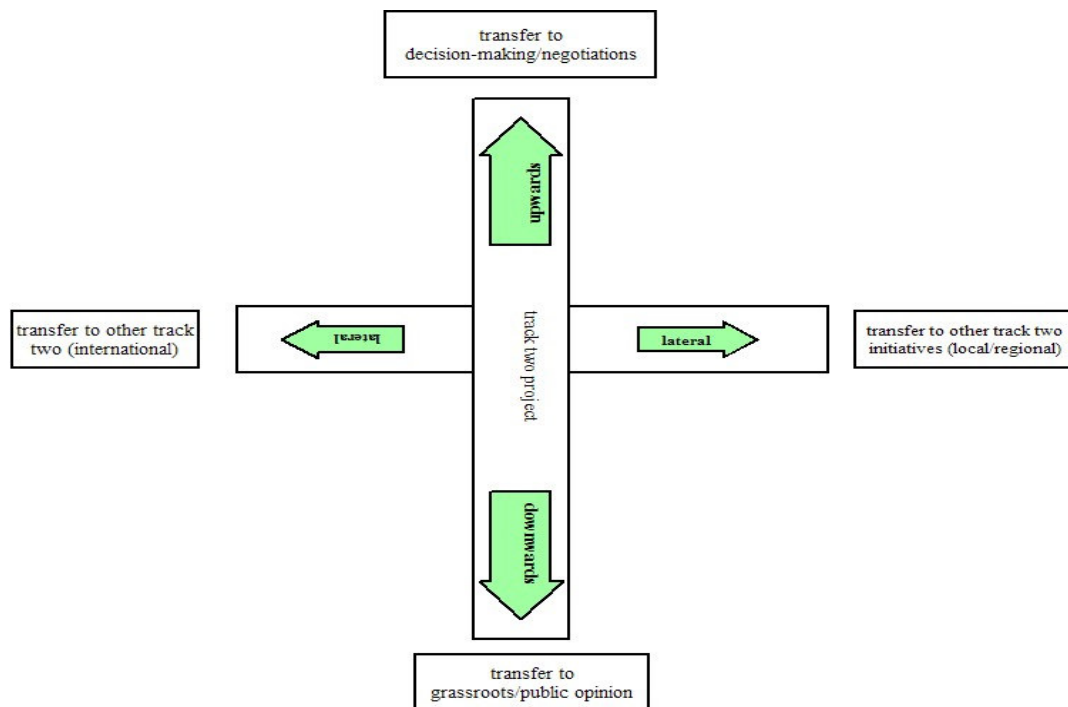 transfer to
decision-making/negotiations
upwards
transfer to other track
two (international)
lateral
track two project
lateral
transfer to other track two
initiatives (local/regional)
downwards
transfer to
grassroots/public opinion